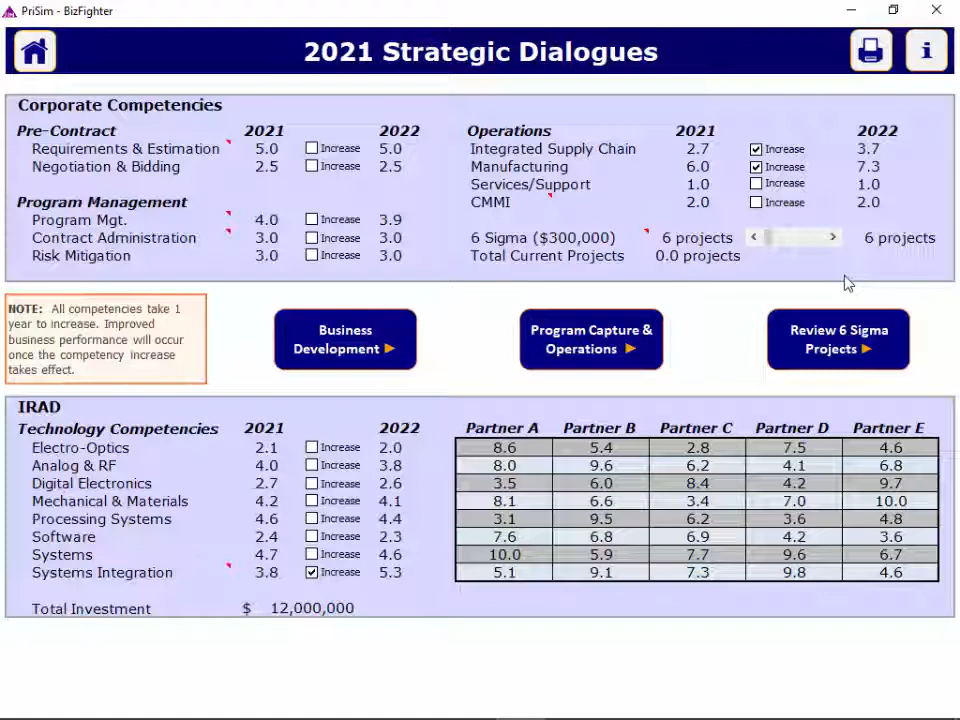 PriSim - BizFighter
2021 Strategic Dialogues
i
Corporate Competencies
Pre-Contract 2021 2022
Requirements & Estimation 5.0 Increase 5.0
Negotiation & Bidding 2.5 Increase 2.5
Program Management
Program Mgt. 4.0 Increase 3.9
Contract Administration 3.0 Increase 3.0
Risk Mitigation 3.0 Increase 3.0
Operations 2021 2022
Integrated Supply Chain 2.7 Increase 3.7
Manufacturing 6.0 Increase 7.3
Services/Support 1.0 Increase 1.0
CMMI 2.0 Increase 2.0
6 Sigma ($300,000) 6 projects 6 projects
Total Current Projects 0.0 projects
NOTE: All competencies take 1
year to increase. Improved
business performance will occur
once the competency increase
takes effect.
Business
Development
Program Capture &
Operations
Review 6 Sigma
Projects
IRAD
Technology Competencies 2021 2022 Partner A Partner B Partner C Partner D Partner E
Electro-Optics 2.1 Increase 2.0 8.6 5.4 2.8 7.5 4.6
Analog & RF 4.0 Increase 3.8 8.0 9.6 6.2 4.1 6.8
Digital Electronics 2.7 Increase 2.6 3.5 6.0 8.4 4.2 9.7
Mechanical & Materials 4.2 Increase 4.1 8.1 6.6 3.4 7.0 10.0
Processing Systems 4.6 Increase 4.4 3.1 9.5 6.2 3.6 4.8
Software 2.4 Increase 2.3 7.6 6.8 6.9 4.2 3.6
Systems 4.7 Increase 4.6 10.0 5.9 7.7 9.6 6.7
Systems Integration 3.8 Increase 5.3 5.1 9.1 7.3 9.8 4.6
Total Investment $ 12,000,000